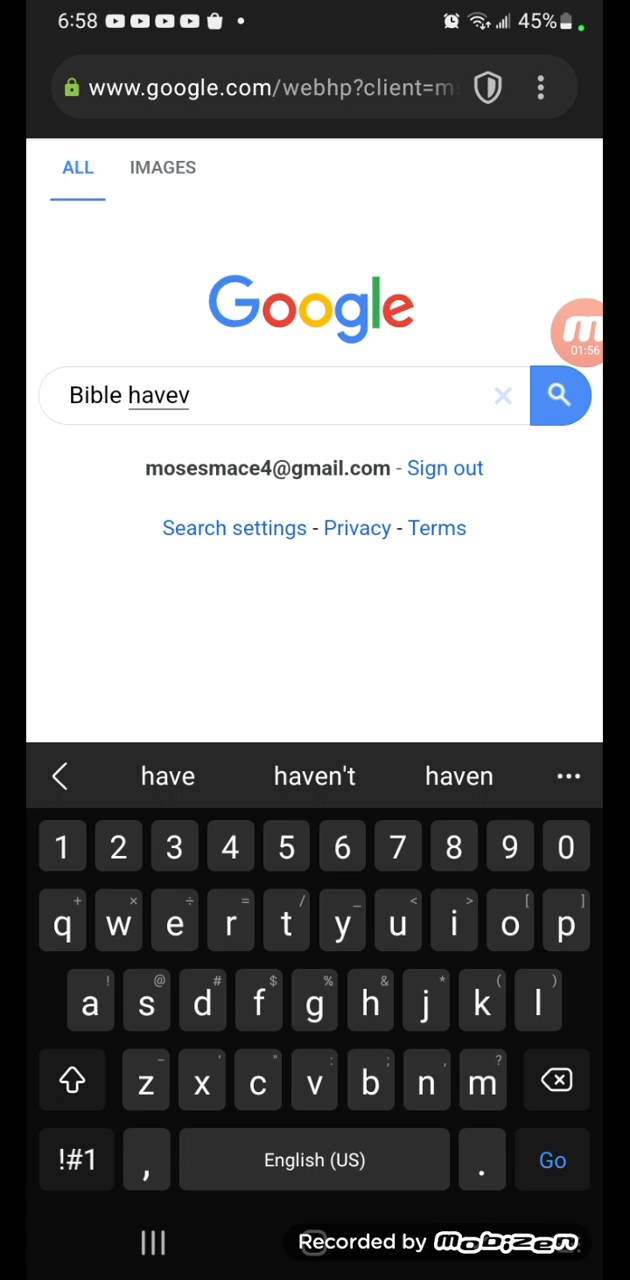 6:58 45%
www.google.com/webhp?client=m
ALL IMAGES
Google
01:56
Bible havev
mosesmace4@gmail.com - Sign out
Search settings - Privacy - Terms
have haven't haven ...
1 2 3 4 5 6 7 8 9 0
+ × ÷ = / _ < > [ ]
q w e r t y u i o p
! @ # $ % & * ( )
a s d f g h j k l
- ' " : ; , ?
z x c v b n m
!#1 , English (US) . Go
Recorded by mobizen